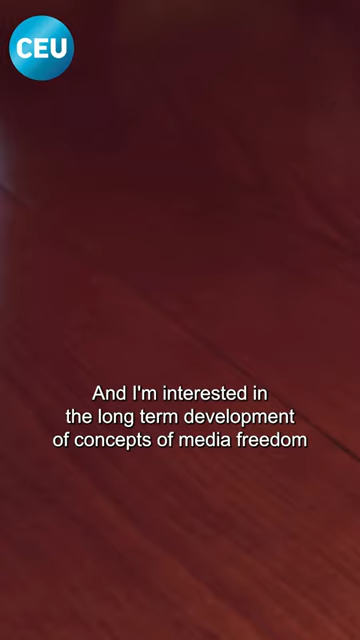 CEU
And I'm interested in
the long term development
of concepts of media freedom